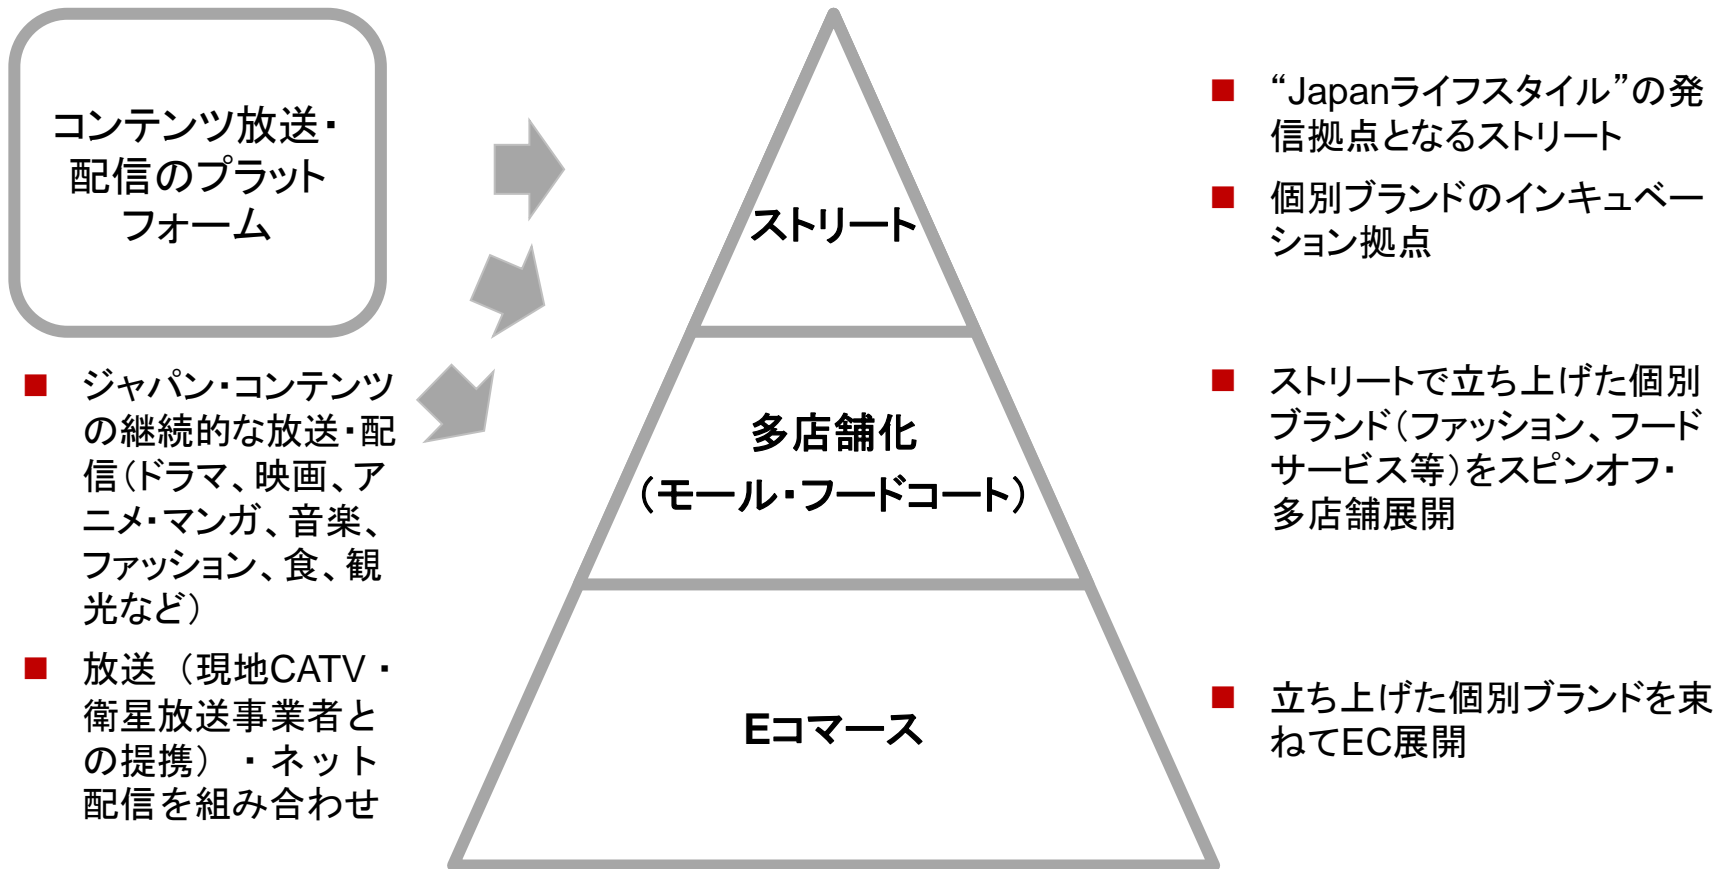 コンテンツ放送・
配信のプラット
フォーム
■ ジャパン・コンテンツ
の継続的な放送・配
信（ドラマ、映画、ア
ニメ・マンガ、音楽、
ファッション、食、観
光など）
■ 放送（現地CATV・
衛星放送事業者と
の提携）・ネット
配信を組み合わせ
ストリート
多店舗化
（モール・フードコート）
Eコマース
■ “Japanライフスタイル”の発
信拠点となるストリート
■ 個別ブランドのインキュベー
ション拠点
■ ストリートで立ち上げた個別
ブランド（ファッション、フード
サービス等）をスピンオフ・
多店舗展開
■ 立ち上げた個別ブランドを束
ねてEC展開